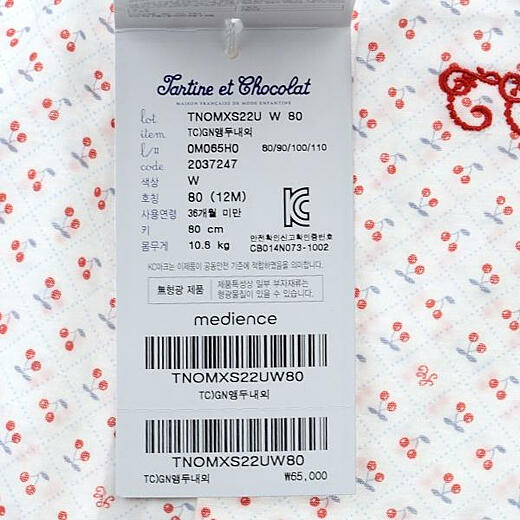 Tartine et Chocolat
MAISON FRANÇAISE DE MODE ENFANTINE
lot TNOMXS22U W 80
item TC)GN앵두내의
l/# 0M065H0 80/90/100/110
code 2037247
색상 W
호칭 80 (12M)
사용연령 36개월 미만
키 80 cm
몸무게 10.8 kg
안전확인신고확인증번호
CB014N073-1002
KC마크는 이제품이 공통안전 기준에 적합하였음을 의미합니다.
無형광 제품
제품특성상 일부 부자재류는
형광물질이 있을 수 있습니다.
medience
TNOMXS22UW80
TC)GN앵두내의
TNOMXS22UW80
TC)GN앵두내의 ₩65,000